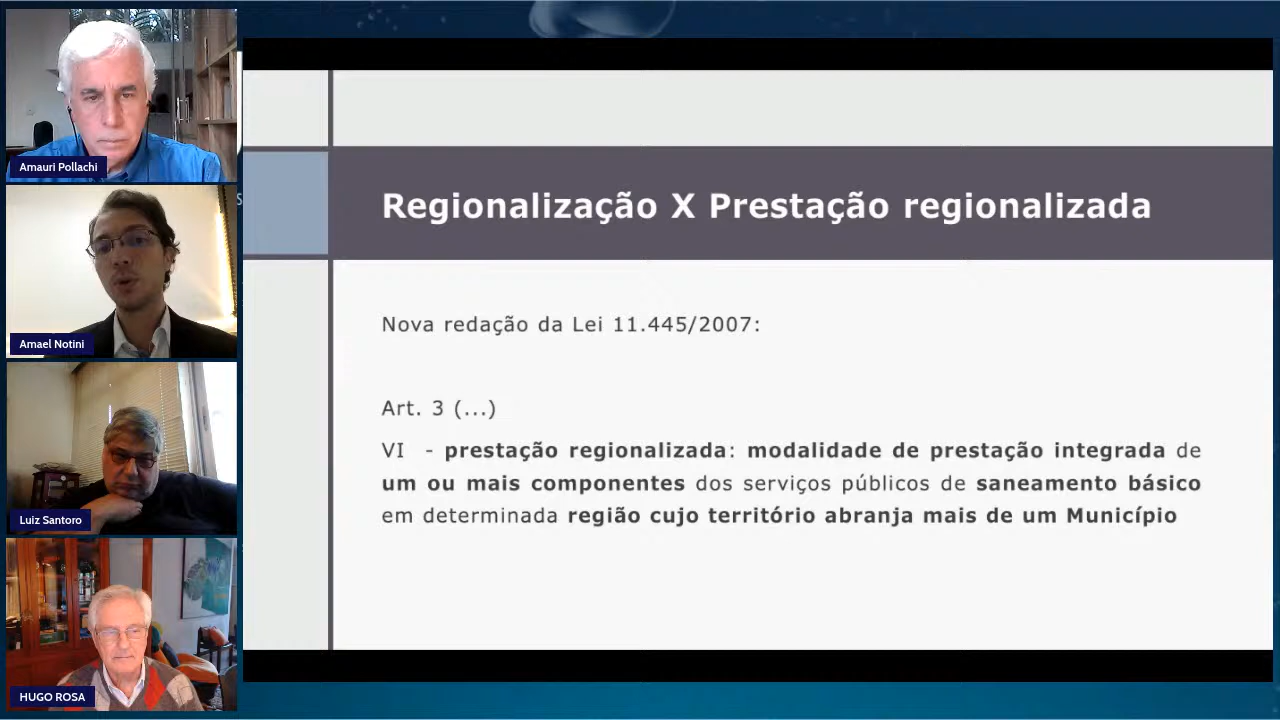 Amauri Pollachi
Amael Notini
Luiz Santoro
HUGO ROSA
Regionalização X Prestação regionalizada
Nova redação da Lei 11.445/2007:
Art. 3 (...)
VI - prestação regionalizada: modalidade de prestação integrada de
um ou mais componentes dos serviços públicos de saneamento básico
em determinada região cujo território abranja mais de um Município